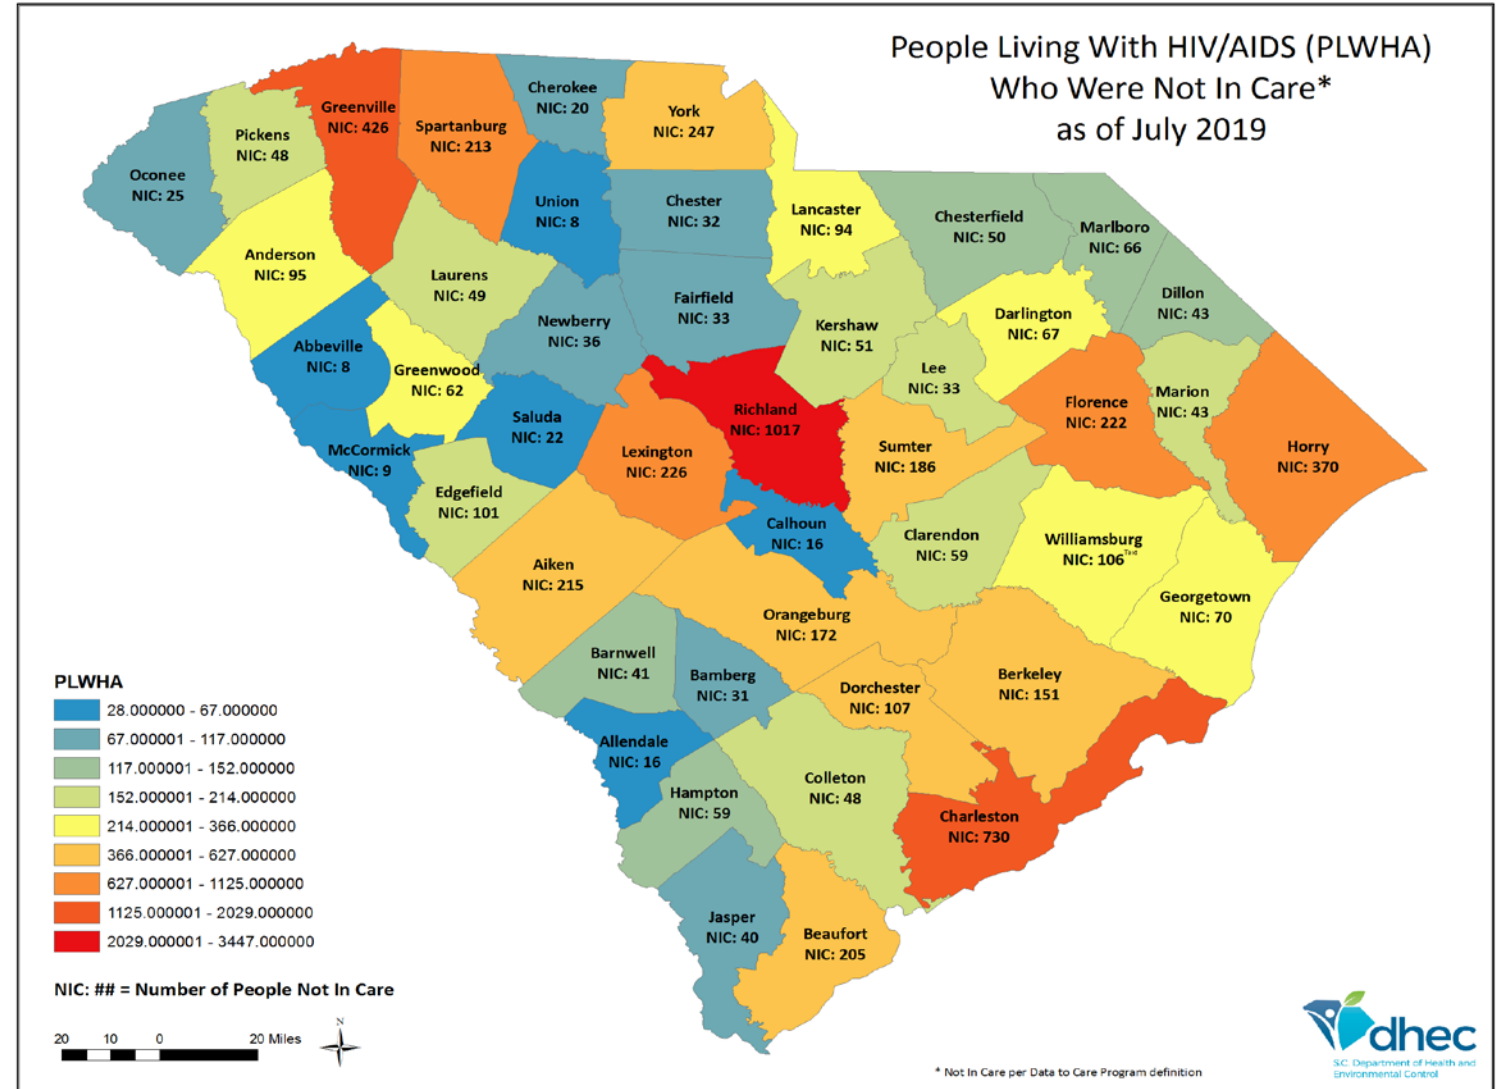 People Living With HIV/AIDS (PLWHA)
Who Were Not In Care*
as of July 2019
Cherokee
NIC: 20
Greenville
NIC: 426
York
NIC: 247
Spartanburg
NIC: 213
Pickens
NIC: 48
Oconee
NIC: 25
Union
NIC: 8
Chester
NIC: 32
Lancaster
NIC: 94
Chesterfield
NIC: 50
Marlboro
NIC: 66
Anderson
NIC: 95
Laurens
NIC: 49
Fairfield
NIC: 33
Dillon
NIC: 43
Newberry
NIC: 36
Kershaw
NIC: 51
Darlington
NIC: 67
Abbeville
NIC: 8
Greenwood
NIC: 62
Lee
NIC: 33
Marion
NIC: 43
Florence
NIC: 222
Richland
NIC: 1017
Saluda
NIC: 22
McCormick
NIC: 9
Lexington
NIC: 226
Sumter
NIC: 186
Horry
NIC: 370
Edgefield
NIC: 101
Calhoun
NIC: 16
Clarendon
NIC: 59
Williamsburg
NIC: 106Text
Aiken
NIC: 215
Georgetown
NIC: 70
Orangeburg
NIC: 172
Barnwell
NIC: 41
Bamberg
NIC: 31
Berkeley
NIC: 151
Dorchester
NIC: 107
Allendale
NIC: 16
Hampton
NIC: 59
Colleton
NIC: 48
Charleston
NIC: 730
Jasper
NIC: 40
Beaufort
NIC: 205
PLWHA
28.000000 - 67.000000
67.000001 - 117.000000
117.000001 - 152.000000
152.000001 - 214.000000
214.000001 - 366.000000
366.000001 - 627.000000
627.000001 - 1125.000000
1125.000001 - 2029.000000
2029.000001 - 3447.000000
NIC: ## = Number of People Not In Care
20 10 0 20 Miles
N
* Not In Care per Data to Care Program definition
dhec
S.C. Department of Health and
Environmental Control